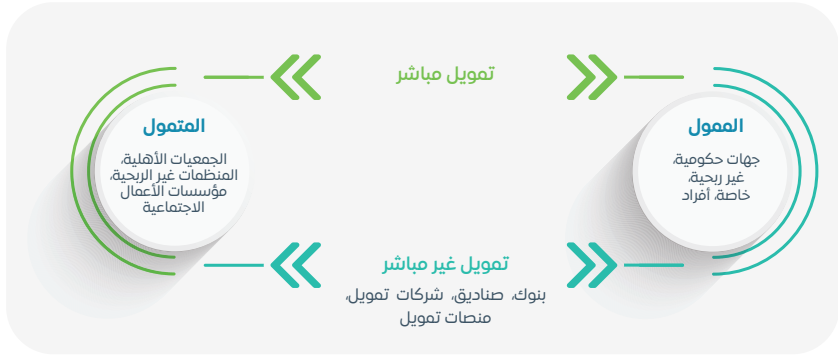 تمويل مباشر
الممول
جهات حكومية،
غير ربحية،
خاصة، أفراد
المتمول
الجمعيات الأهلية،
المنظمات غير الربحية،
مؤسسات الأعمال
الاجتماعية
تمويل غير مباشر
بنوك، صناديق، شركات تمويل،
منصات تمويل